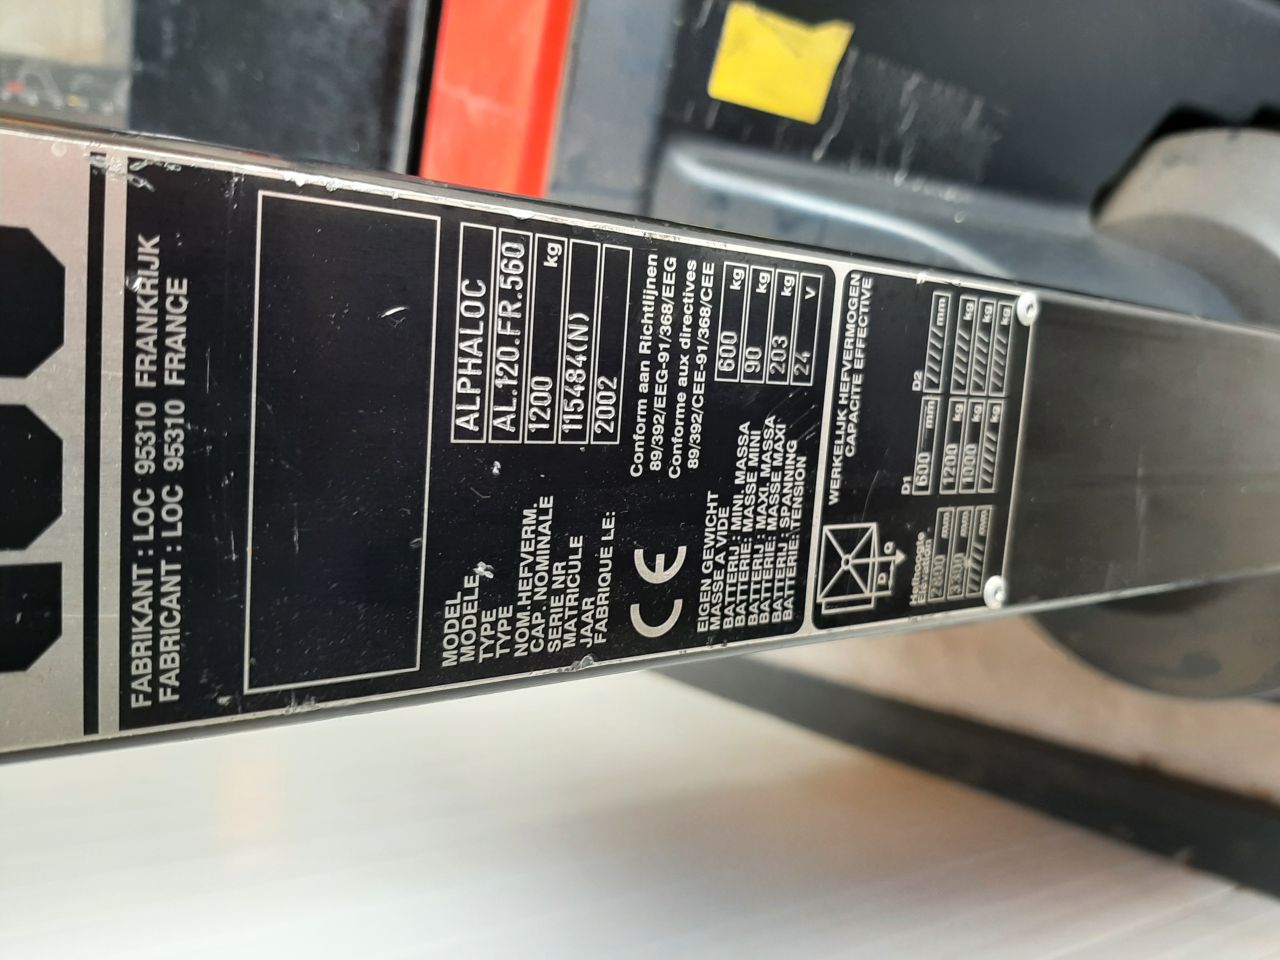 FABRIKANT : LOC 95310 FRANKRIJK
FABRICANT : LOC 95310 FRANCE
MODEL
MODELE ALPHALOC
TYPE
TYPE AL.120.FR.560
NOM.HEFVERM.
CAP. NOMINALE 1200 kg
SERIE NR
MATRICULE 115484(N)
JAAR
FABRIQUE LE: 2002
CE
Conform aan Richtlijnen
89/392/EEG-91/368/EEG
Conforme aux directives
89/392/CEE-91/368/CEE
EIGEN GEWICHT
MASSE A VIDE 600 kg
BATTERIJ : MINI. MASSA
BATTERIE: MASSE MINI 90 kg
BATTERIJ : MAXI. MASSA
BATTERIE: MASSE MAXI 203 kg
BATTERIJ : SPANNING
BATTERIE: TENSION 24 V
WERKELIJK HEFVERMOGEN
CAPACITE EFFECTIVE
D Q
Hefhoogte
Elévation D1 D2
600 mm ///// mm
mm 1200 kg ///// kg
3300 mm 1000 kg ///// kg
///// mm ///// kg ///// kg